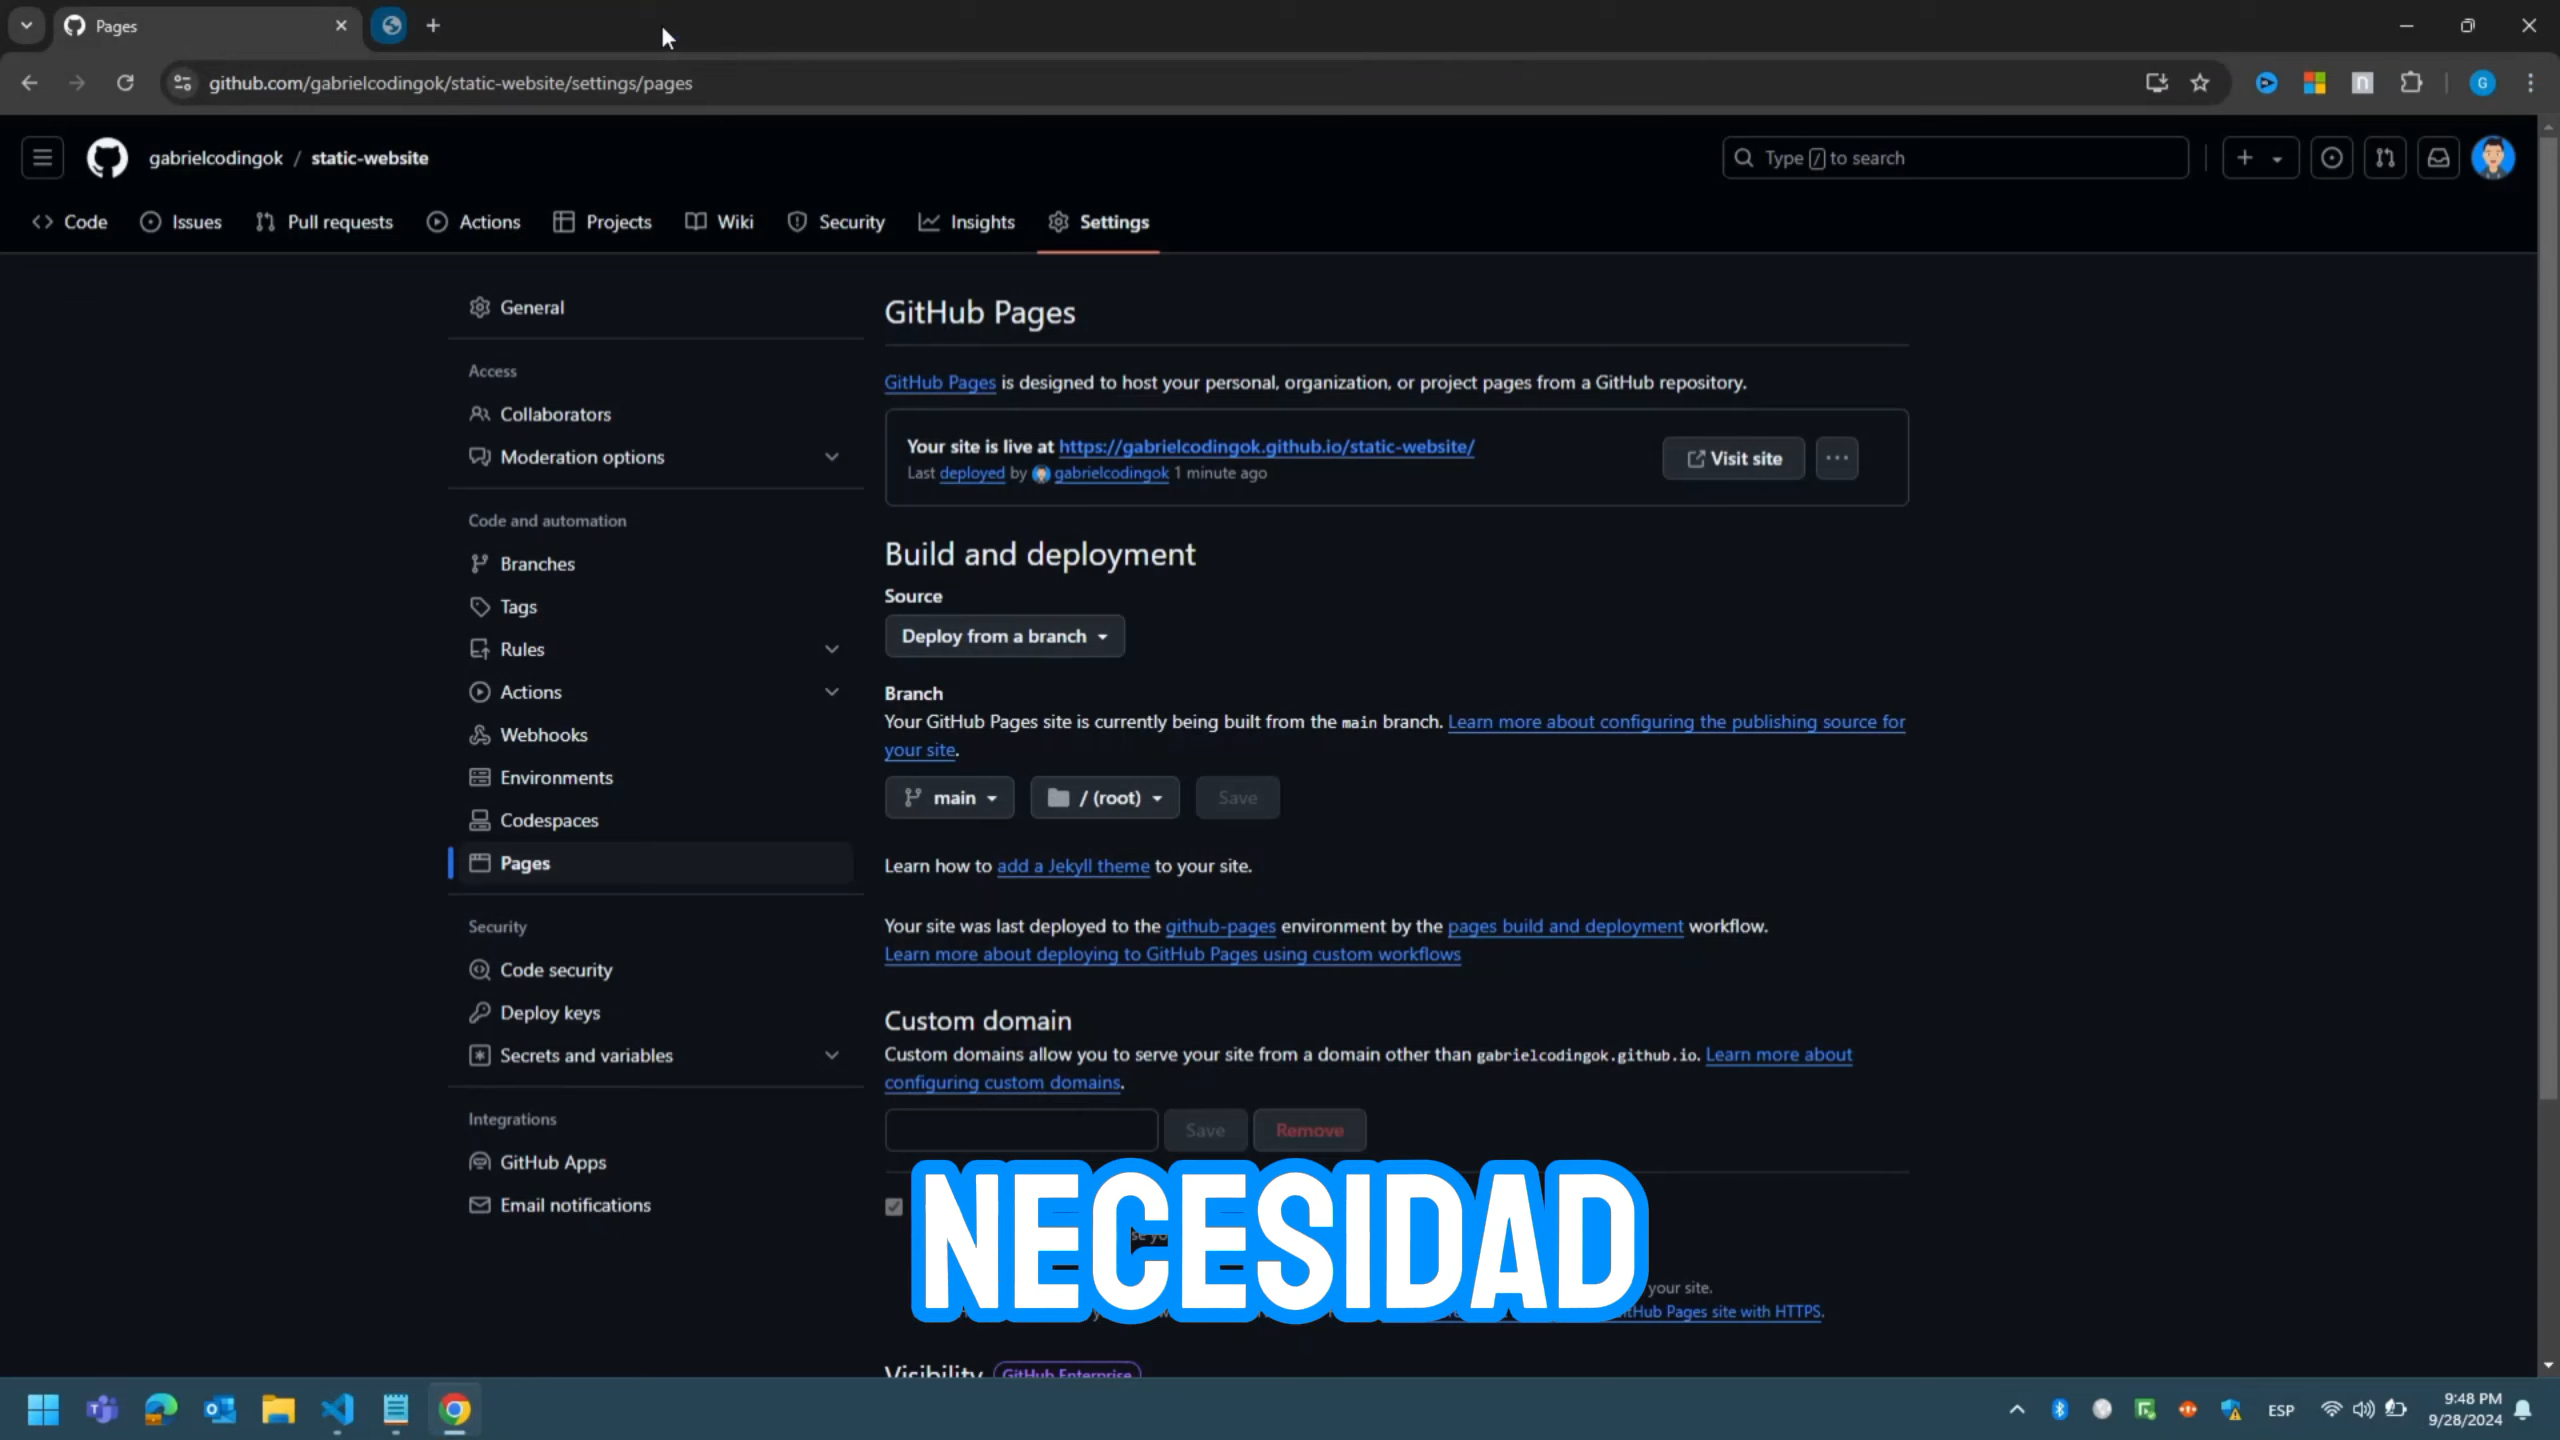 Pages
github.com/gabrielcodingok/static-website/settings/pages
G
gabrielcodingok / static-website
Type / to search
Code
Issues
Pull requests
Actions
Projects
Wiki
Security
Insights
Settings
General
Access
Collaborators
Moderation options
Code and automation
Branches
Tags
Rules
Actions
Webhooks
Environments
Codespaces
Pages
Security
Code security
Deploy keys
Secrets and variables
Integrations
GitHub Apps
Email notifications
GitHub Pages
GitHub Pages is designed to host your personal, organization, or project pages from a GitHub repository.
Your site is live at https://gabrielcodingok.github.io/static-website/
Last deployed by gabrielcodingok 1 minute ago
Visit site
Build and deployment
Source
Deploy from a branch
Branch
Your GitHub Pages site is currently being built from the main branch. Learn more about configuring the publishing source for
your site.
main
/ (root)
Save
Learn how to add a Jekyll theme to your site.
Your site was last deployed to the github-pages environment by the pages build and deployment workflow.
Learn more about deploying to GitHub Pages using custom workflows
Custom domain
Custom domains allow you to serve your site from a domain other than gabrielcodingok.github.io. Learn more about
configuring custom domains.
Save
Remove
NECESIDAD
your site.
Pages site with HTTPS.
Visibility
GitHub Enterprise
ESP
9:48 PM
9/28/2024